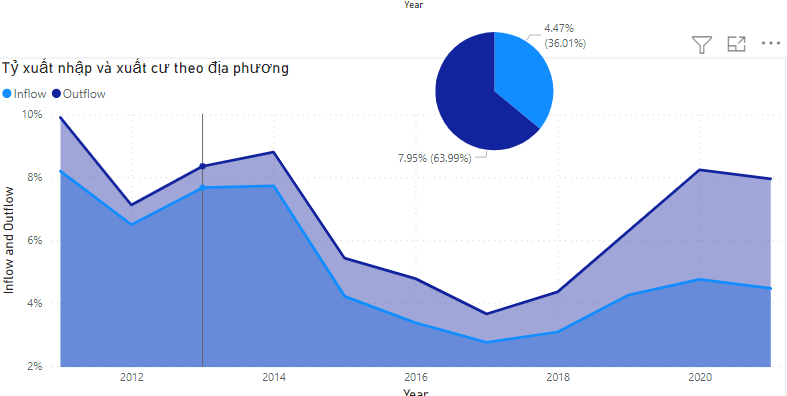 Year
4.47%
(36.01%)
Tỷ xuất nhập và xuất cư theo địa phương
Inflow Outflow
7.95% (63.99%)
10%
8%
6%
4%
2%
Inflow and Outflow
2012 2014 2016 2018 2020
Year